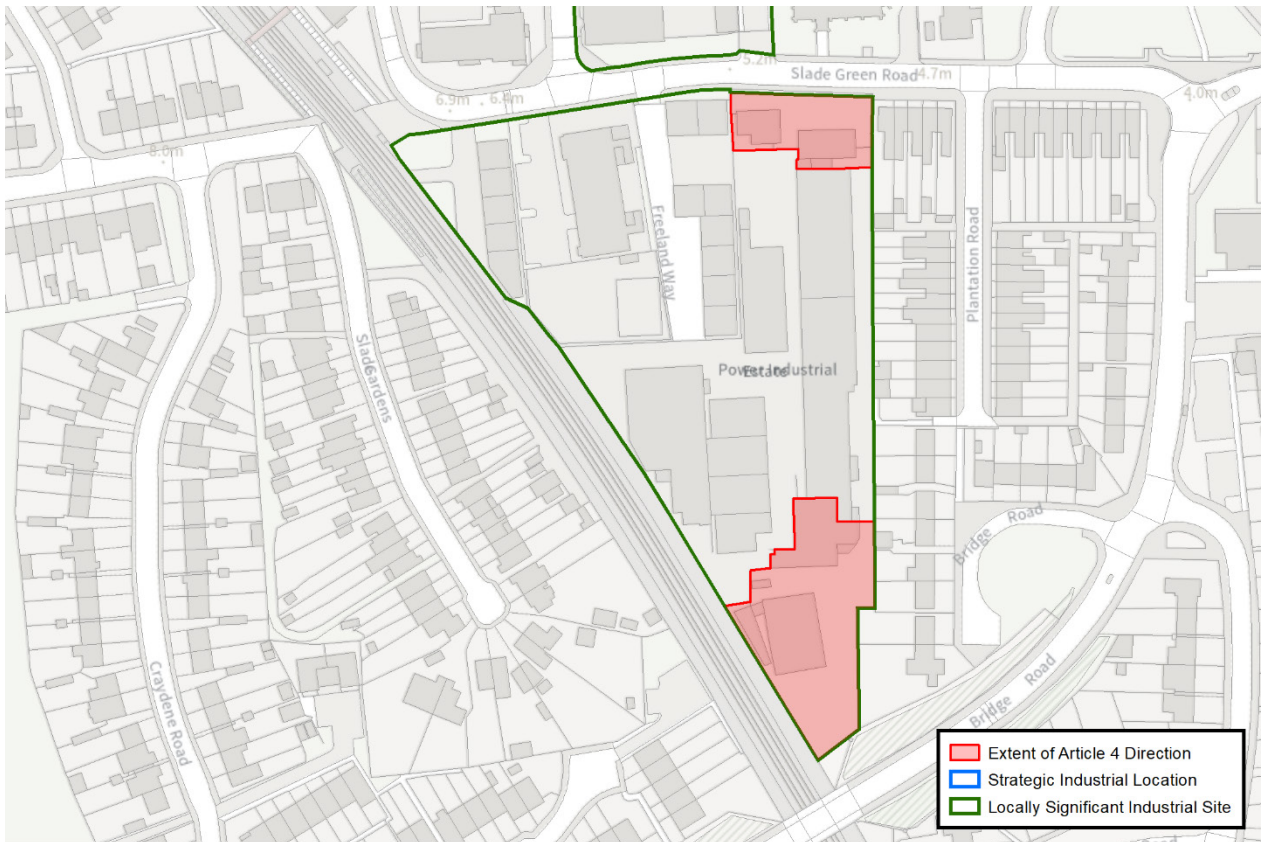 5.2m
Slade Green Road
4.7m
4.0m
6.9m
6.4m
8.0m
Freeland Way
Plantation Road
Slade
Gardens
Power Industrial
Estate
Bridge Road
Bridge Road
Craydene Road
Extent of Article 4 Direction
Strategic Industrial Location
Locally Significant Industrial Site